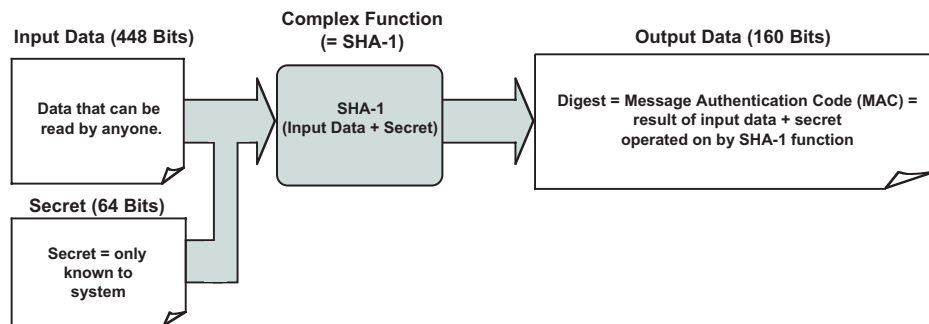 Complex Function
(= SHA-1)
Input Data (448 Bits)
Output Data (160 Bits)
Data that can be
read by anyone.
SHA-1
(Input Data + Secret)
Digest = Message Authentication Code (MAC) =
result of input data + secret
operated on by SHA-1 function
Secret (64 Bits)
Secret = only
known to
system